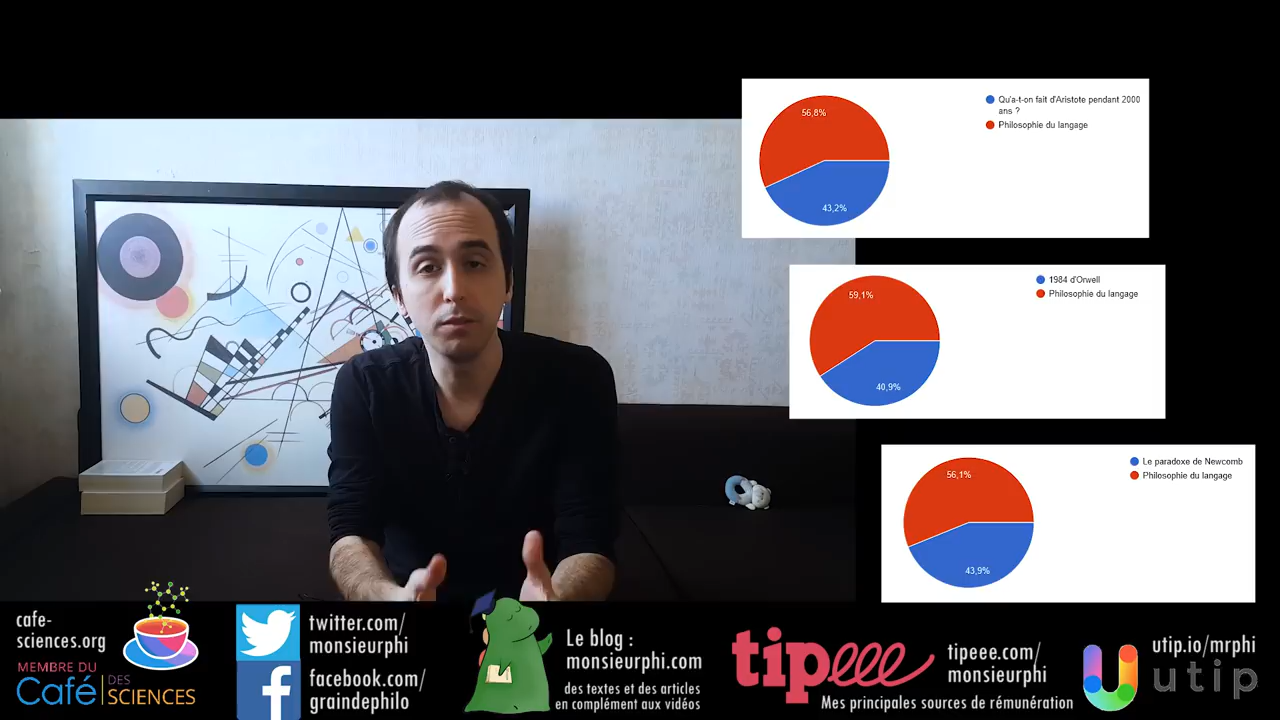 56,8%
43,2%
Qu'a-t-on fait d'Aristote pendant 2000
ans ?
Philosophie du langage
59,1%
40,9%
1984 d'Orwell
Philosophie du langage
56,1%
43,9%
Le paradoxe de Newcomb
Philosophie du langage
cafe-
sciences.org
MEMBRE DU
Café DES
SCIENCES
twitter.com/
monsieurphi
facebook.com/
graindephilo
Le blog :
monsieurphi.com
des textes et des articles
en complément aux vidéos
tipeee
tipeee.com/
monsieurphi
Mes principales sources de rémunération
utip.io/mrphi
utip